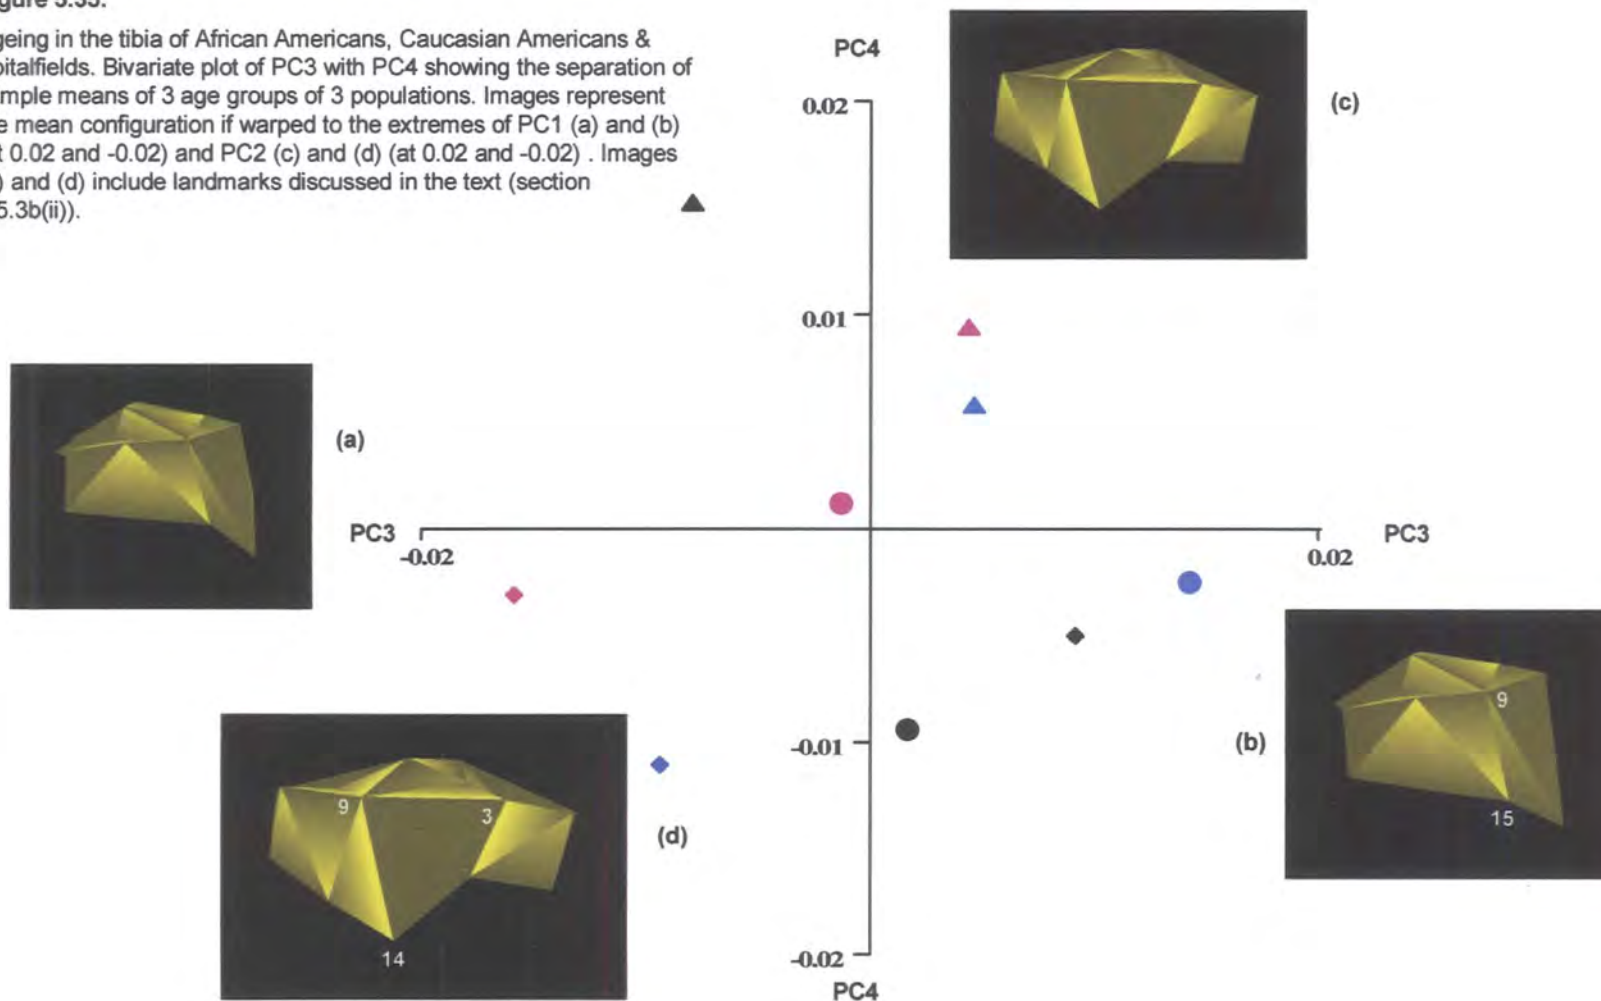 geing in the tibia of African Americans, Caucasian Americans &
italfields. Bivariate plot of PC3 with PC4 showing the separation of
mple means of 3 age groups of 3 populations. Images represent
e mean configuration if warped to the extremes of PC1 (a) and (b)
t 0.02 and -0.02) and PC2 (c) and (d) (at 0.02 and -0.02) . Images
) and (d) include landmarks discussed in the text (section
5.3b(ii)).
PC4
0.02
(c)
0.01
(a)
PC3
-0.02
0.02
PC3
9
-0.01
(b)
15
9
3
(d)
14
-0.02
PC4